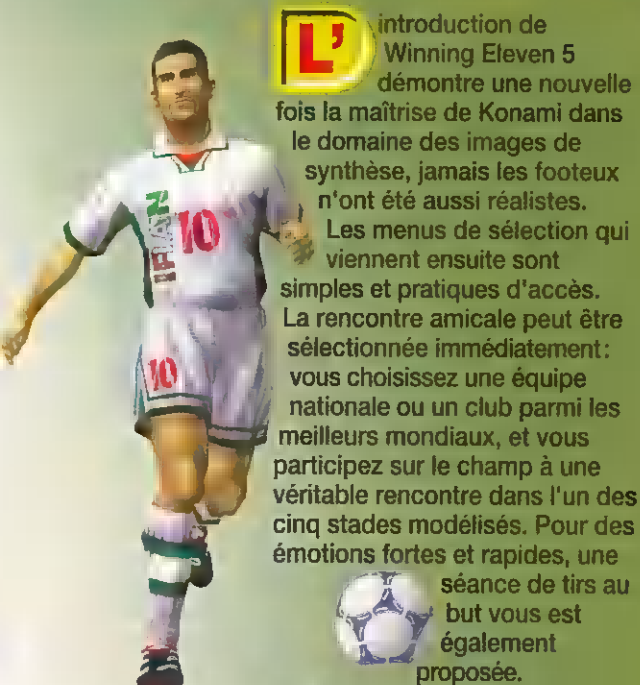 L'introduction de
Winning Eleven 5
démontre une nouvelle
fois la maîtrise de Konami dans
le domaine des images de
synthèse, jamais les footeux
n'ont été aussi réalistes.
Les menus de sélection qui
viennent ensuite sont
simples et pratiques d'accès.
La rencontre amicale peut être
sélectionnée immédiatement:
vous choisissez une équipe
nationale ou un club parmi les
meilleurs mondiaux, et vous
participez sur le champ à une
véritable rencontre dans l'un des
cinq stades modélisés. Pour des
émotions fortes et rapides, une
séance de tirs au
but vous est
également
proposée.
IRAN
10
10